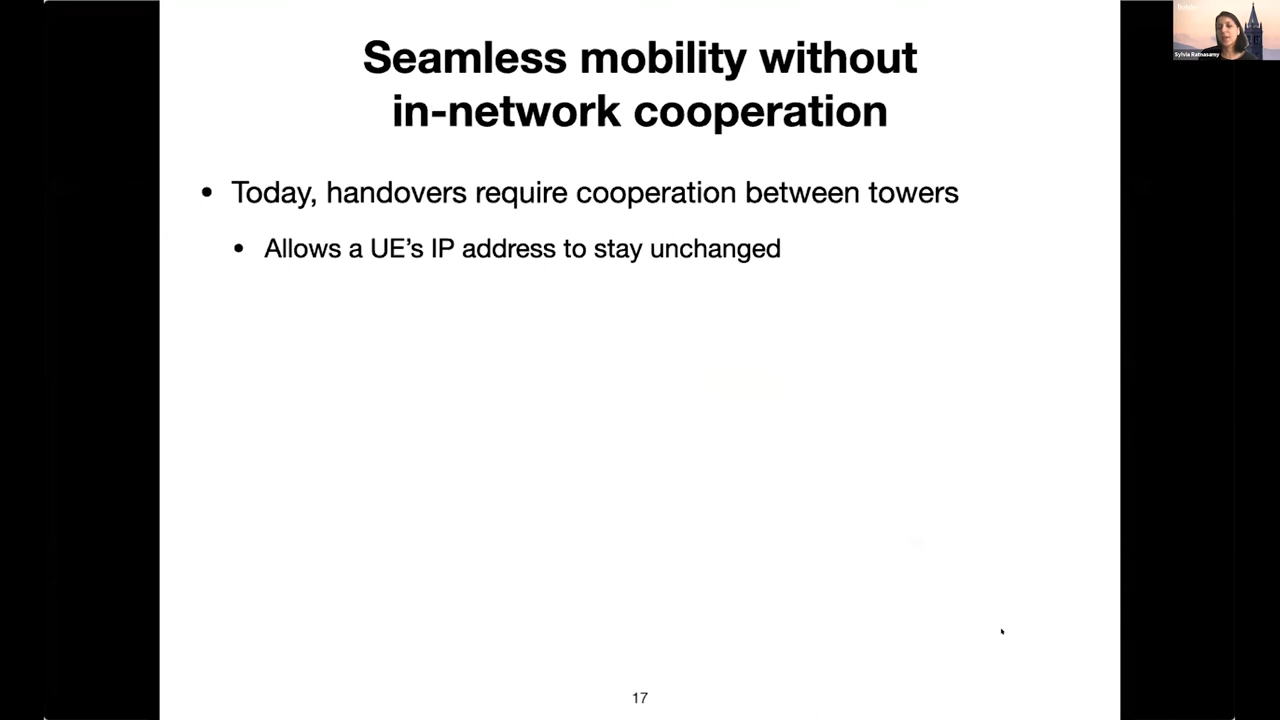 Seamless mobility without
in-network cooperation
• Today, handovers require cooperation between towers
• Allows a UE's IP address to stay unchanged
17
Sylvia Ratnasamy